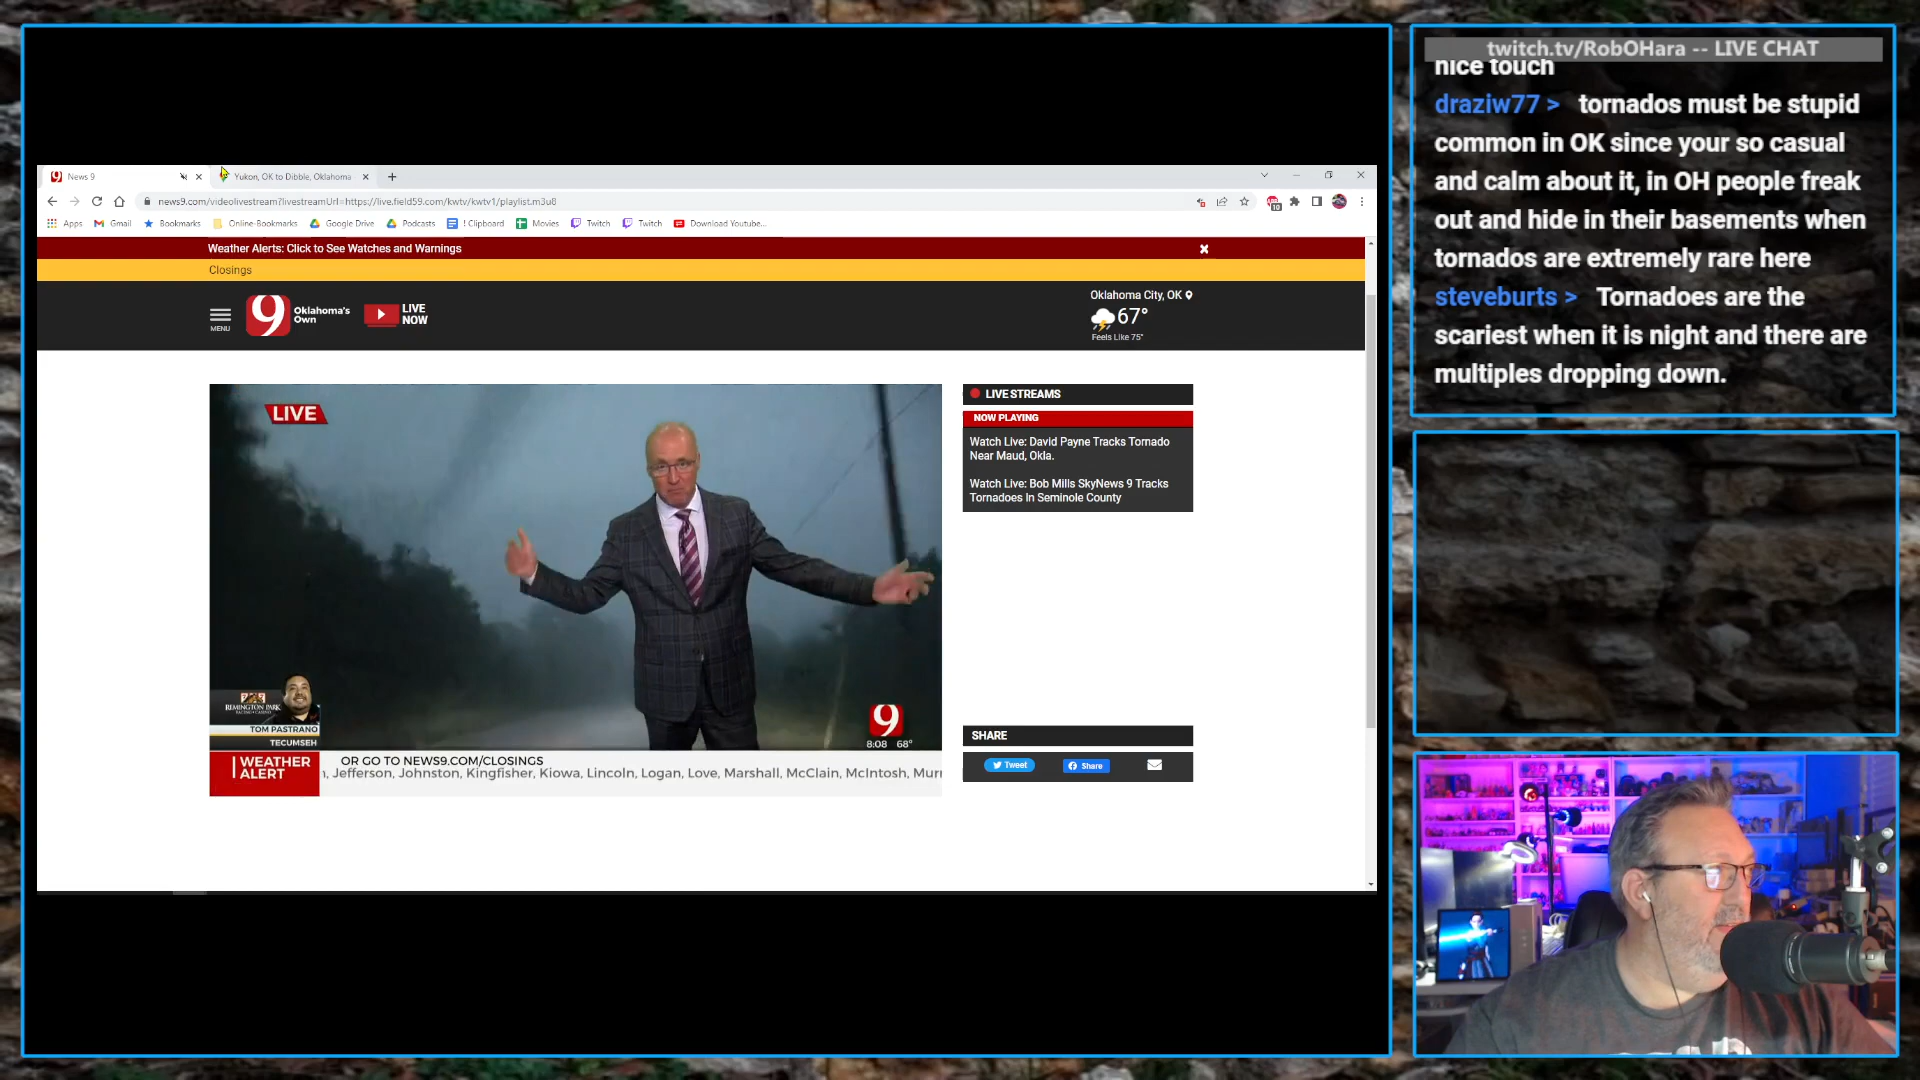 twitch.tv/RobOHara -- LIVE CHAT
nice touch
draziw77 > tornados must be stupid
common in OK since your so casual
and calm about it, in OH people freak
out and hide in their basements when
tornados are extremely rare here
steveburts > Tornadoes are the
scariest when it is night and there are
multiples dropping down.
9 News 9
Yukon, OK to Dibble, Oklahoma
news9.com/videolivestream?livestreamUrl=https://live.field59.com/kwtv/kwtv1/playlist.m3u8
10
Apps Gmail Bookmarks Online-Bookmarks Google Drive Podcasts ! Clipboard Movies Twitch Twitch Download Youtube...
Weather Alerts: Click to See Watches and Warnings
Closings
MENU
9 Oklahoma's
Own
LIVE
NOW
Oklahoma City, OK
67°
Feels Like 75°
LIVE
REMINGTON PARK
TOM PASTRANO
TECUMSEH
9
8:08 68°
WEATHER
ALERT
OR GO TO NEWS9.COM/CLOSINGS
, Jefferson, Johnston, Kingfisher, Kiowa, Lincoln, Logan, Love, Marshall, McClain, McIntosh, Murr
LIVE STREAMS
NOW PLAYING
Watch Live: David Payne Tracks Tornado
Near Maud, Okla.
Watch Live: Bob Mills SkyNews 9 Tracks
Tornadoes In Seminole County
SHARE
Tweet
Share